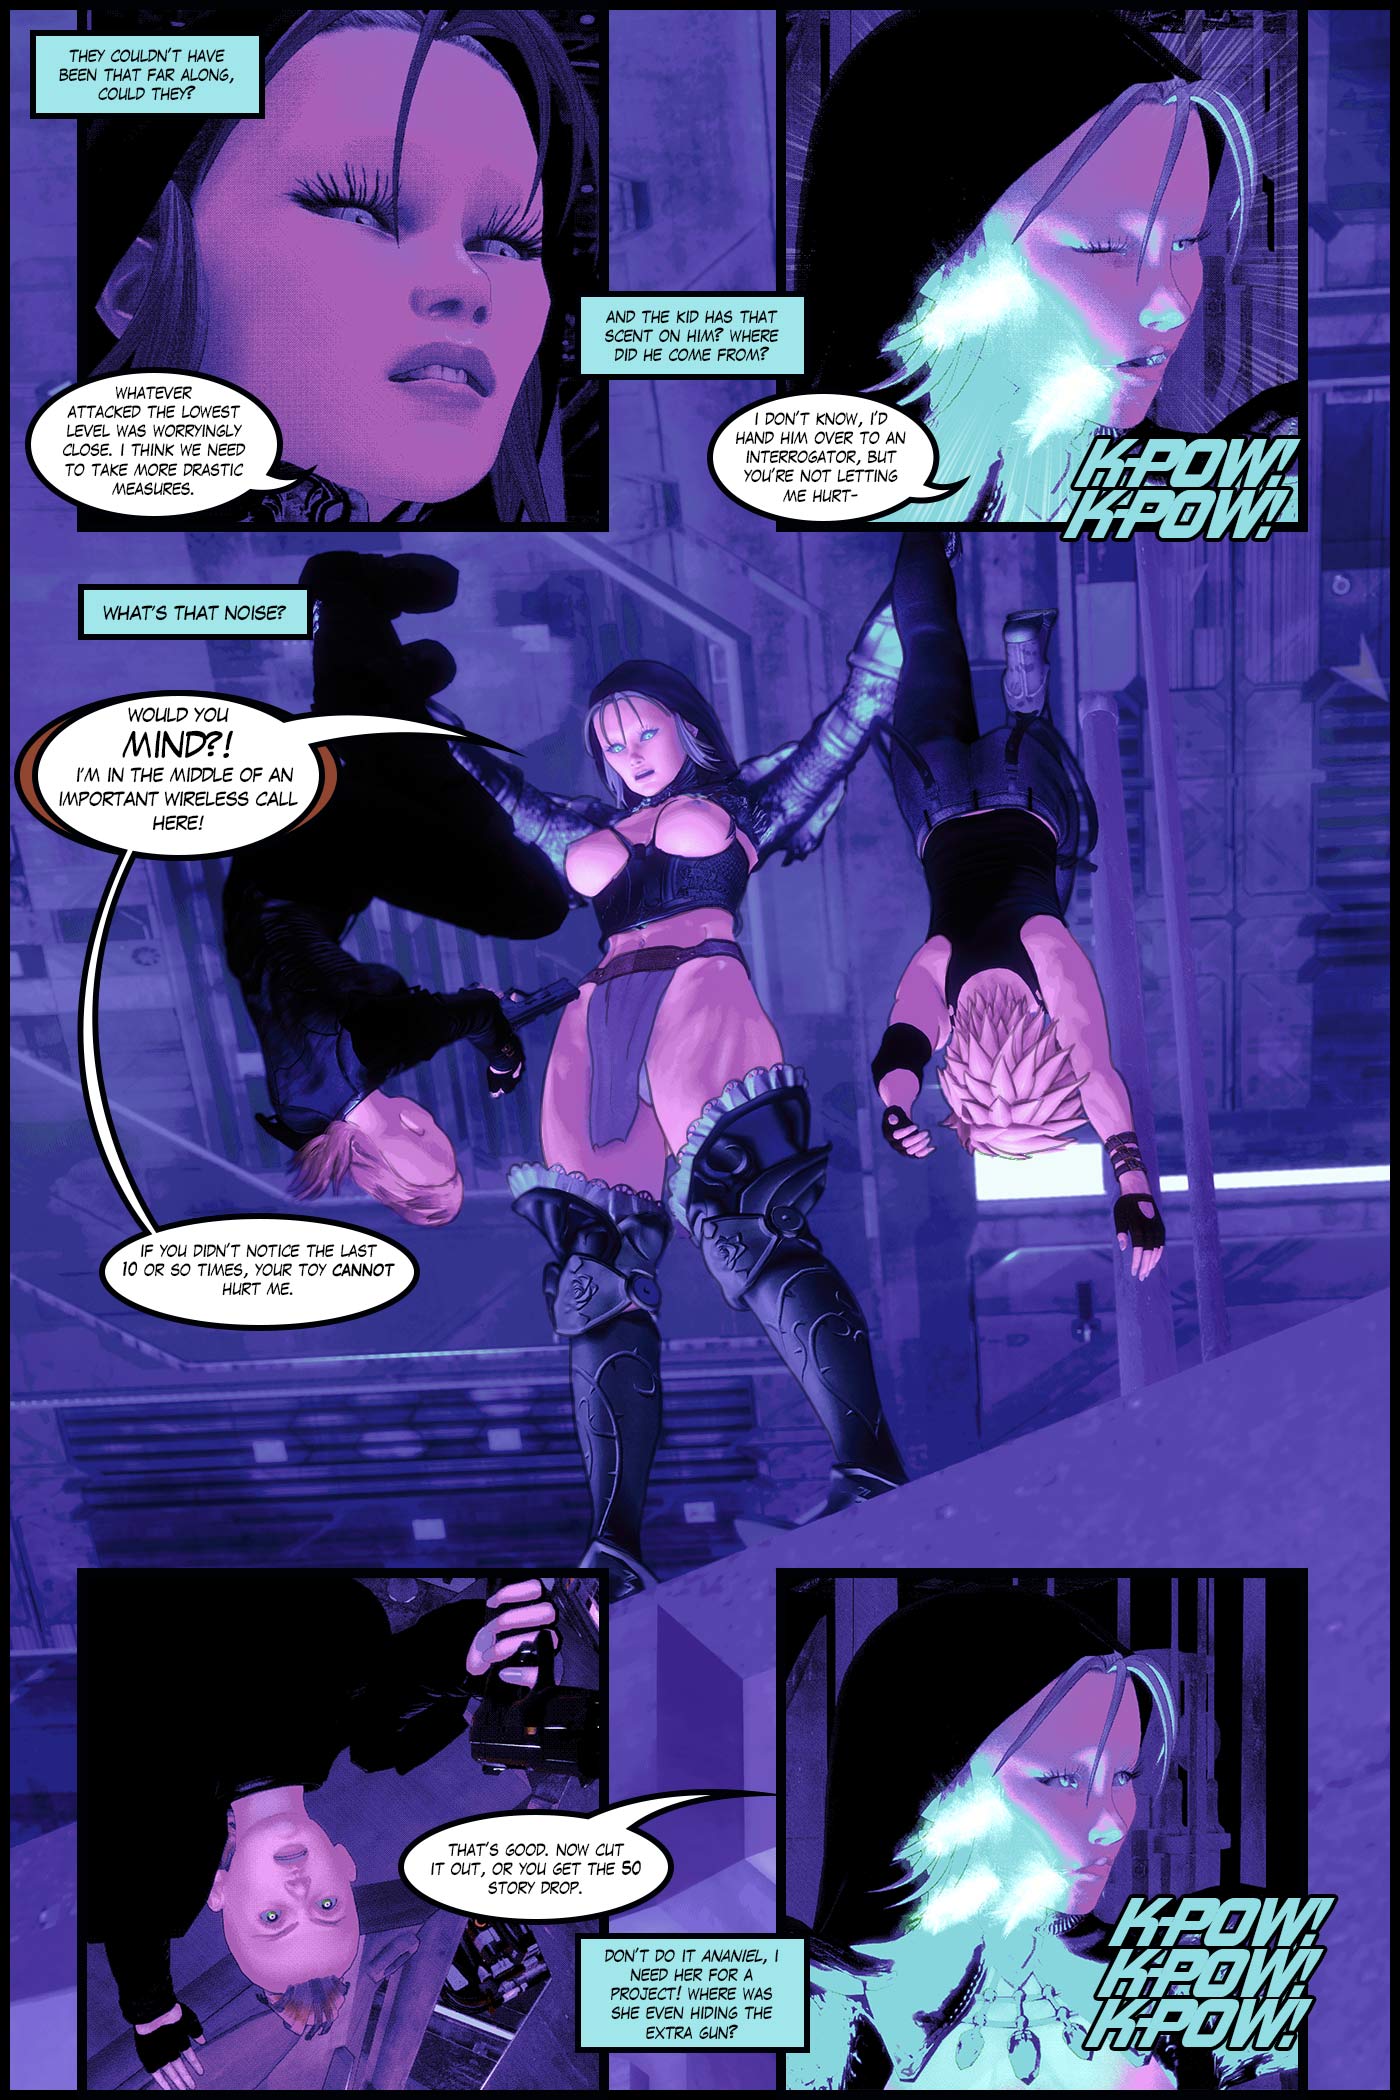 THEY COULDN'T HAVE
BEEN THAT FAR ALONG,
COULD THEY?
WHATEVER
ATTACKED THE LOWEST
LEVEL WAS WORRYINGLY
CLOSE. I THINK WE NEED
TO TAKE MORE DRASTIC
MEASURES.
AND THE KID HAS THAT
SCENT ON HIM? WHERE
DID HE COME FROM?
I DON'T KNOW, I'D
HAND HIM OVER TO AN
INTERROGATOR, BUT
YOU'RE NOT LETTING
ME HURT-
K-POW!
K-POW!
WHAT'S THAT NOISE?
WOULD YOU
MIND?!
I'M IN THE MIDDLE OF AN
IMPORTANT WIRELESS CALL
HERE!
IF YOU DIDN'T NOTICE THE LAST
10 OR SO TIMES, YOUR TOY CANNOT
HURT ME.
THAT'S GOOD. NOW CUT
IT OUT, OR YOU GET THE 50
STORY DROP.
DON'T DO IT ANANIEL, I
NEED HER FOR A
PROJECT! WHERE WAS
SHE EVEN HIDING THE
EXTRA GUN?
K-POW!
K-POW!
K-POW!